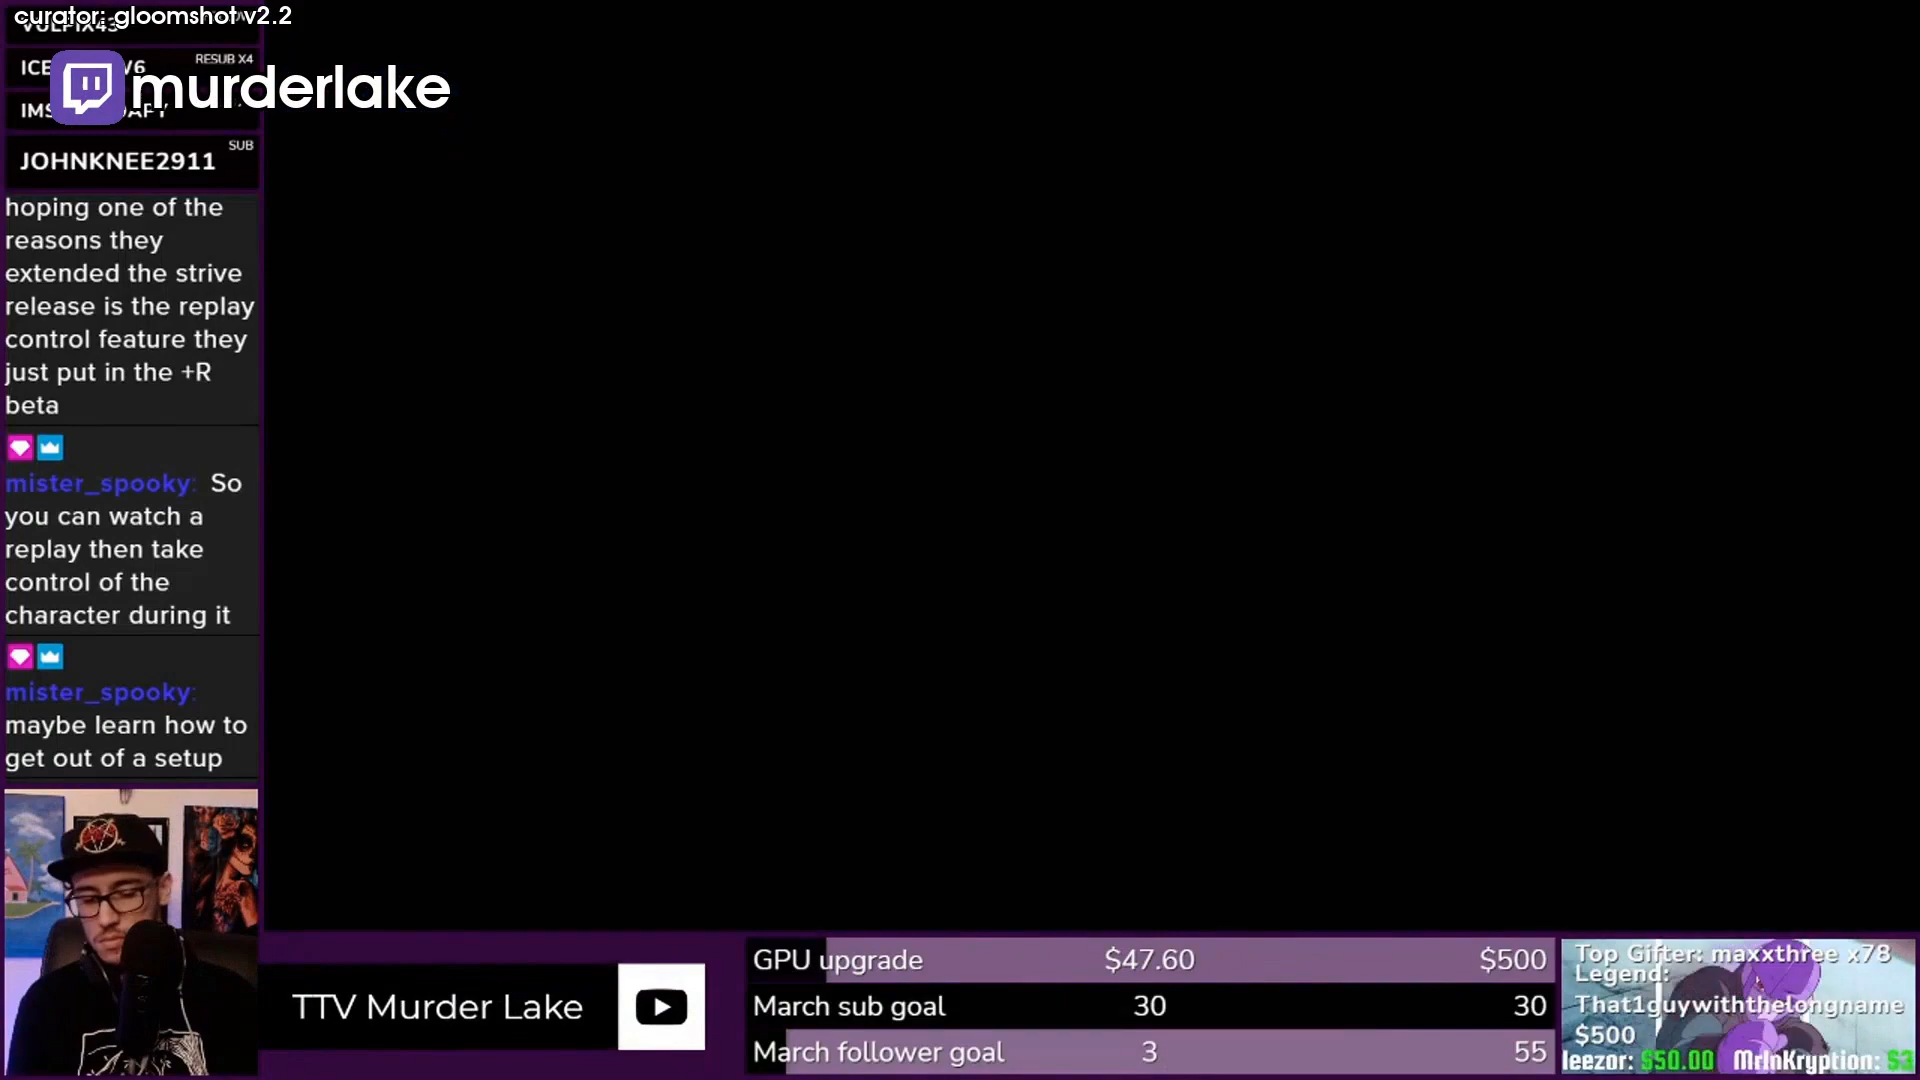 curator: gloomshot v2.2
VULPIX43
RESUB X4
murderlake
SUB
JOHNKNEE2911
hoping one of the
reasons they
extended the strive
release is the replay
control feature they
just put in the +R
beta
mister_spooky: So
you can watch a
replay then take
control of the
character during it
mister_spooky:
maybe learn how to
get out of a setup
TTV Murder Lake
GPU upgrade $47.60 $500
March sub goal 30 30
March follower goal 3 55
Top Gifter: maxxthree x78
Legend:
That1guywiththelongname
$500
leezor: $50.00 MrInKryption: $3